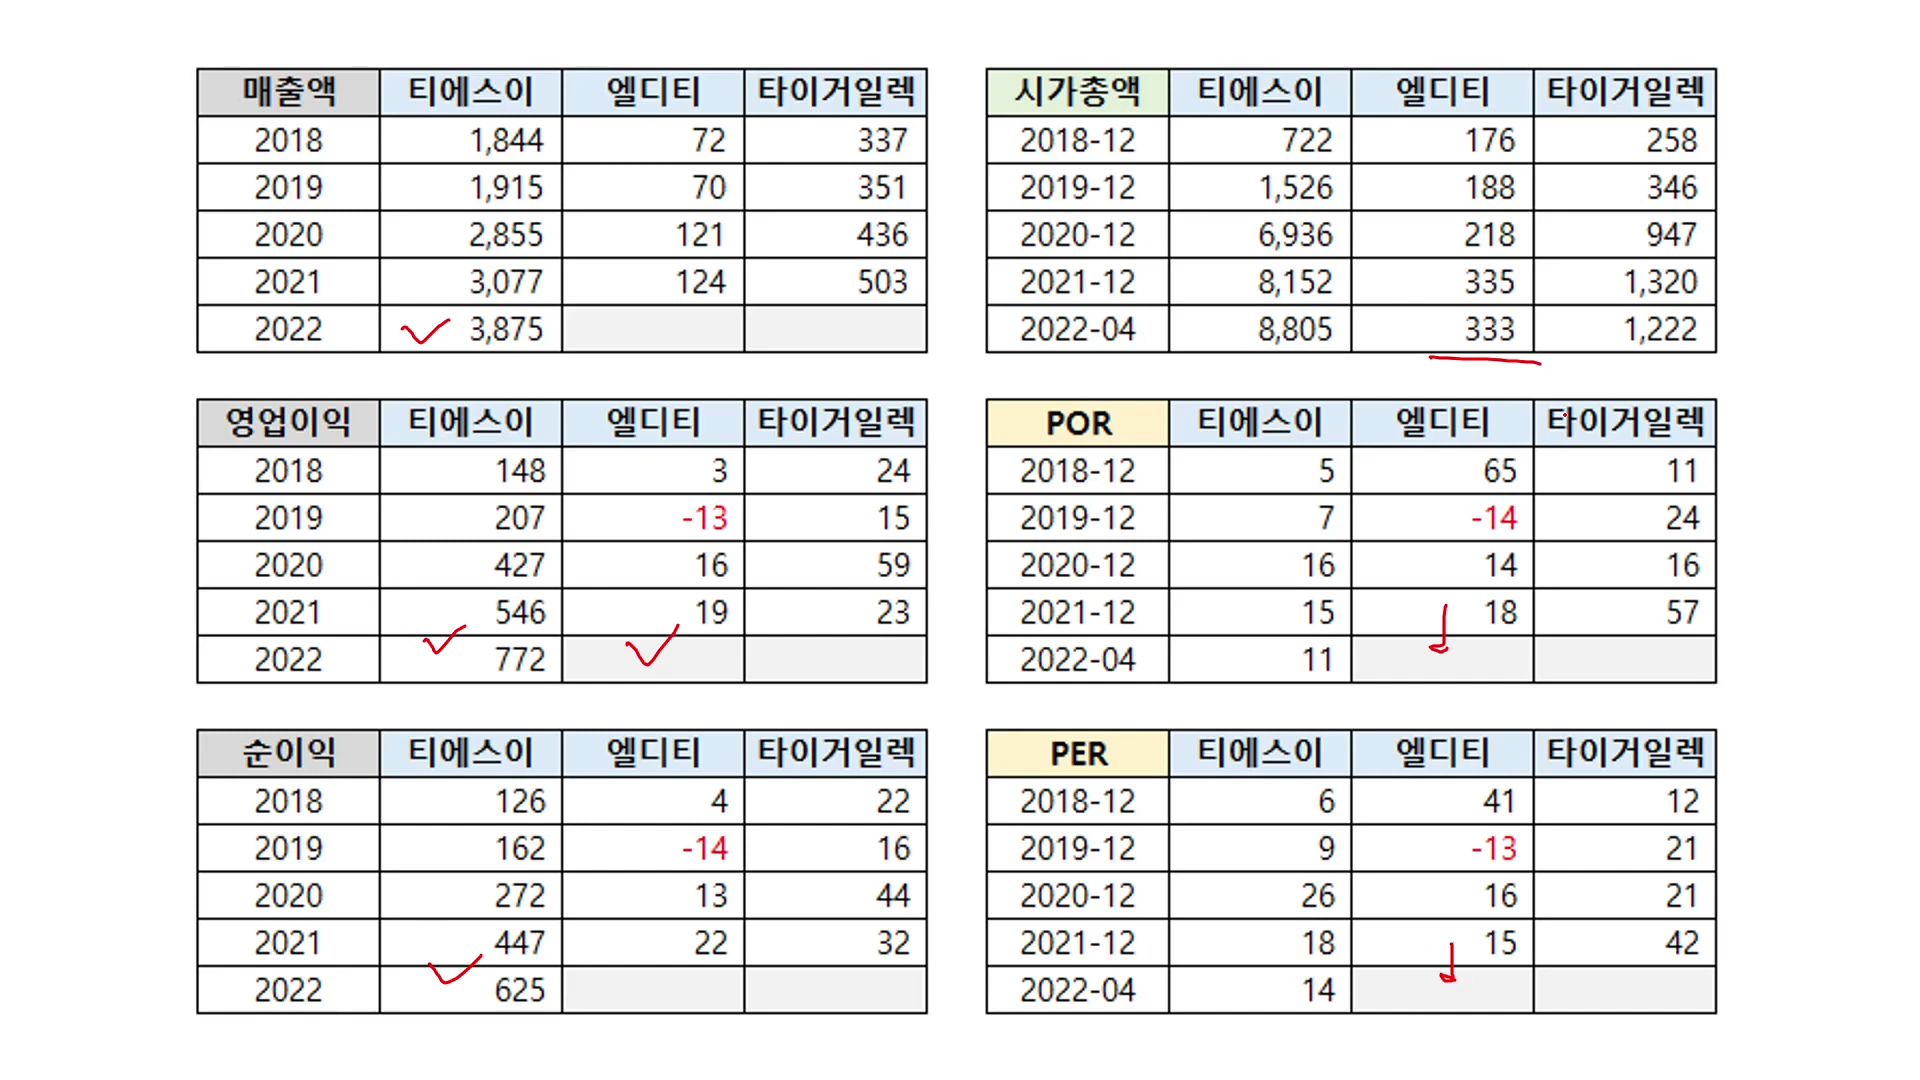 매출액 티에스이 엘디티 타이거일렉
2018 1,844 72 337
2019 1,915 70 351
2020 2,855 121 436
2021 3,077 124 503
2022 3,875
시가총액 티에스이 엘디티 타이거일렉
2018-12 722 176 258
2019-12 1,526 188 346
2020-12 6,936 218 947
2021-12 8,152 335 1,320
2022-04 8,805 333 1,222
영업이익 티에스이 엘디티 타이거일렉
2018 148 3 24
2019 207 -13 15
2020 427 16 59
2021 546 19 23
2022 772
POR 티에스이 엘디티 타이거일렉
2018-12 5 65 11
2019-12 7 -14 24
2020-12 16 14 16
2021-12 15 18 57
2022-04 11
순이익 티에스이 엘디티 타이거일렉
2018 126 4 22
2019 162 -14 16
2020 272 13 44
2021 447 22 32
2022 625
PER 티에스이 엘디티 타이거일렉
2018-12 6 41 12
2019-12 9 -13 21
2020-12 26 16 21
2021-12 18 15 42
2022-04 14